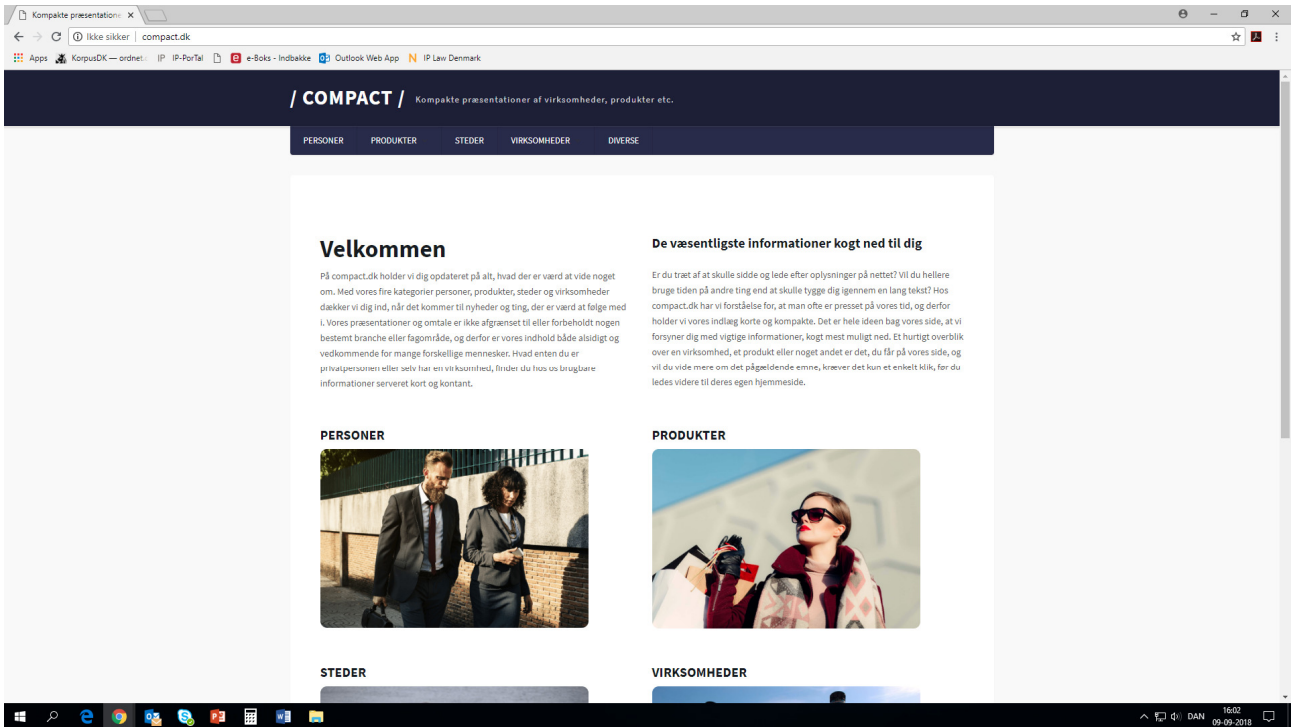 Kompakte præsentatione
Ikke sikker | compact.dk
Apps KorpusDK — ordnet. IP IP-PorTal e-Boks - Indbakke Outlook Web App IP Law Denmark
/ COMPACT / Kompakte præsentationer af virksomheder, produkter etc.
PERSONER PRODUKTER STEDER VIRKSOMHEDER DIVERSE
Velkommen
På compact.dk holder vi dig opdateret på alt, hvad der er værd at vide noget
om. Med vores fire kategorier personer, produkter, steder og virksomheder
dækker vi dig ind, når det kommer til nyheder og ting, der er værd at følge med
i. Vores præsentationer og omtale er ikke afgrænset til eller forbeholdt nogen
bestemt branche eller fagområde, og derfor er vores indhold både alsidigt og
vedkommende for mange forskellige mennesker. Hvad enten du er
privatpersonen eller selv har en virksomhed, finder du hos os brugbare
informationer serveret kort og kontant.
De væsentligste informationer kogt ned til dig
Er du træt af at skulle sidde og lede efter oplysninger på nettet? Vil du hellere
bruge tiden på andre ting end at skulle tygge dig igennem en lang tekst? Hos
compact.dk har vi forståelse for, at man ofte er presset på vores tid, og derfor
holder vi vores indlæg korte og kompakte. Det er hele ideen bag vores side, at vi
forsyner dig med vigtige informationer, kogt mest muligt ned. Et hurtigt overblik
over en virksomhed, et produkt eller noget andet er det, du får på vores side, og
vil du vide mere om det pågældende emne, kræver det kun et enkelt klik, før du
ledes videre til deres egen hjemmeside.
PERSONER
PRODUKTER
STEDER
VIRKSOMHEDER
DAN
16:02
09-09-2018